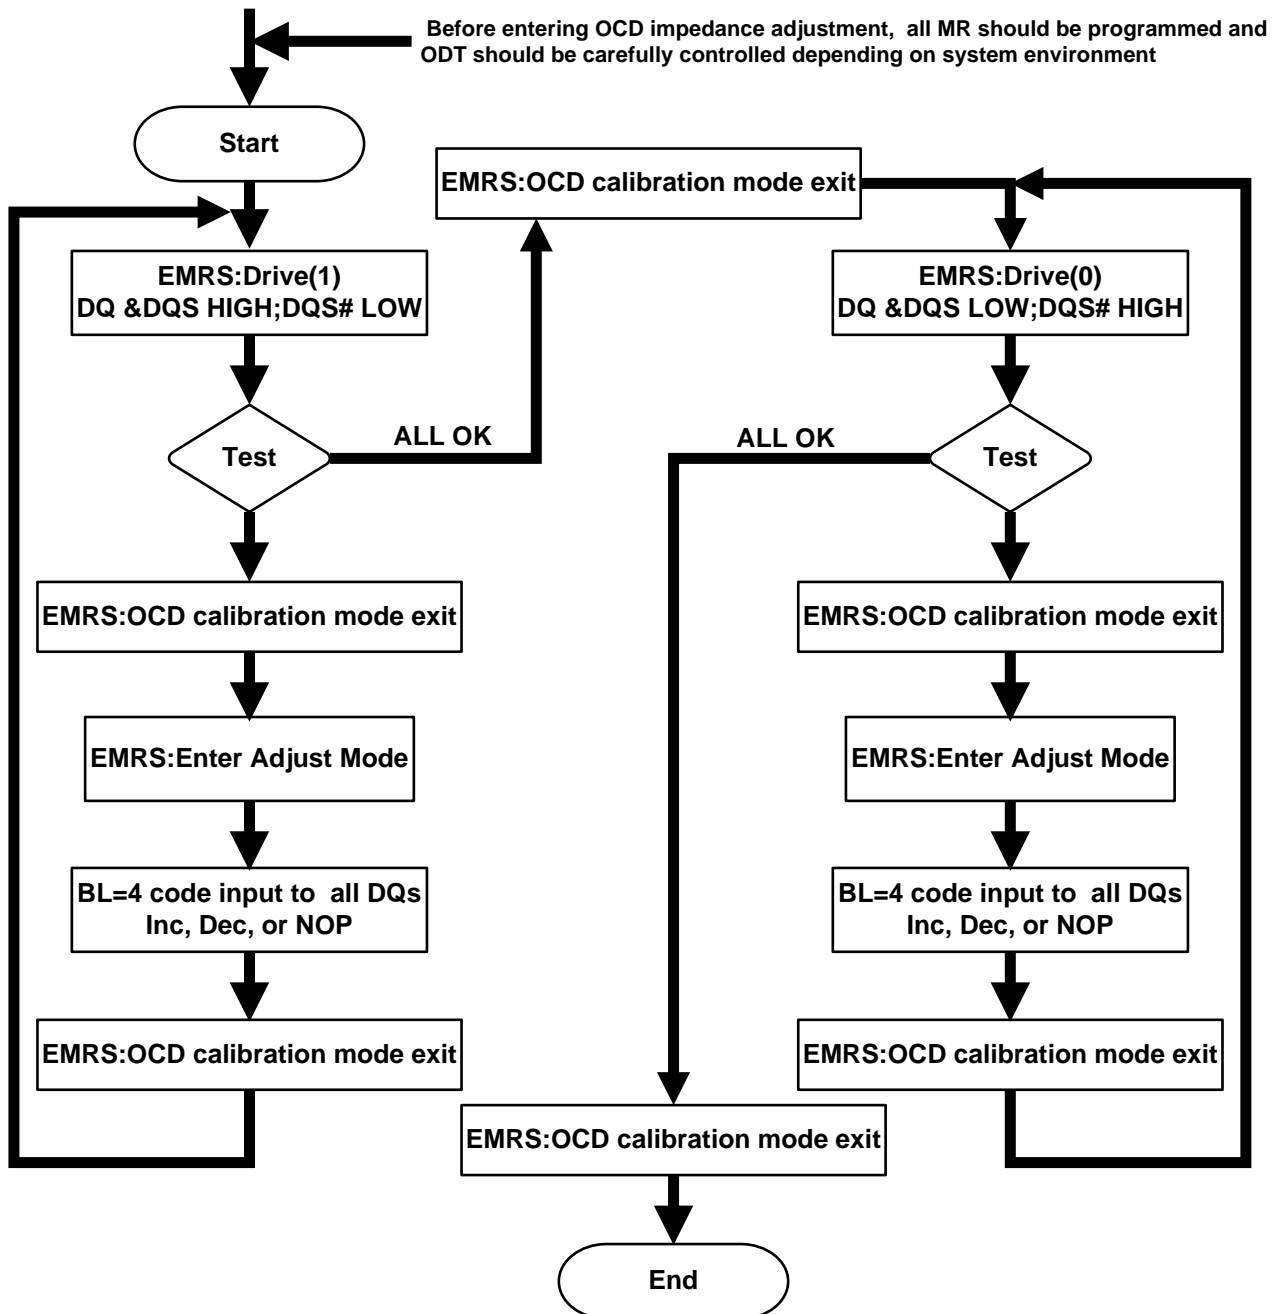 Before entering OCD impedance adjustment, all MR should be programmed and
ODT should be carefully controlled depending on system environment
Start
EMRS:OCD calibration mode exit
EMRS:Drive(1)
DQ &DQS HIGH;DQS# LOW
EMRS:Drive(0)
DQ &DQS LOW;DQS# HIGH
Test
ALL OK
ALL OK
Test
EMRS:OCD calibration mode exit
EMRS:OCD calibration mode exit
EMRS:Enter Adjust Mode
EMRS:Enter Adjust Mode
BL=4 code input to all DQs
Inc, Dec, or NOP
BL=4 code input to all DQs
Inc, Dec, or NOP
EMRS:OCD calibration mode exit
EMRS:OCD calibration mode exit
EMRS:OCD calibration mode exit
End